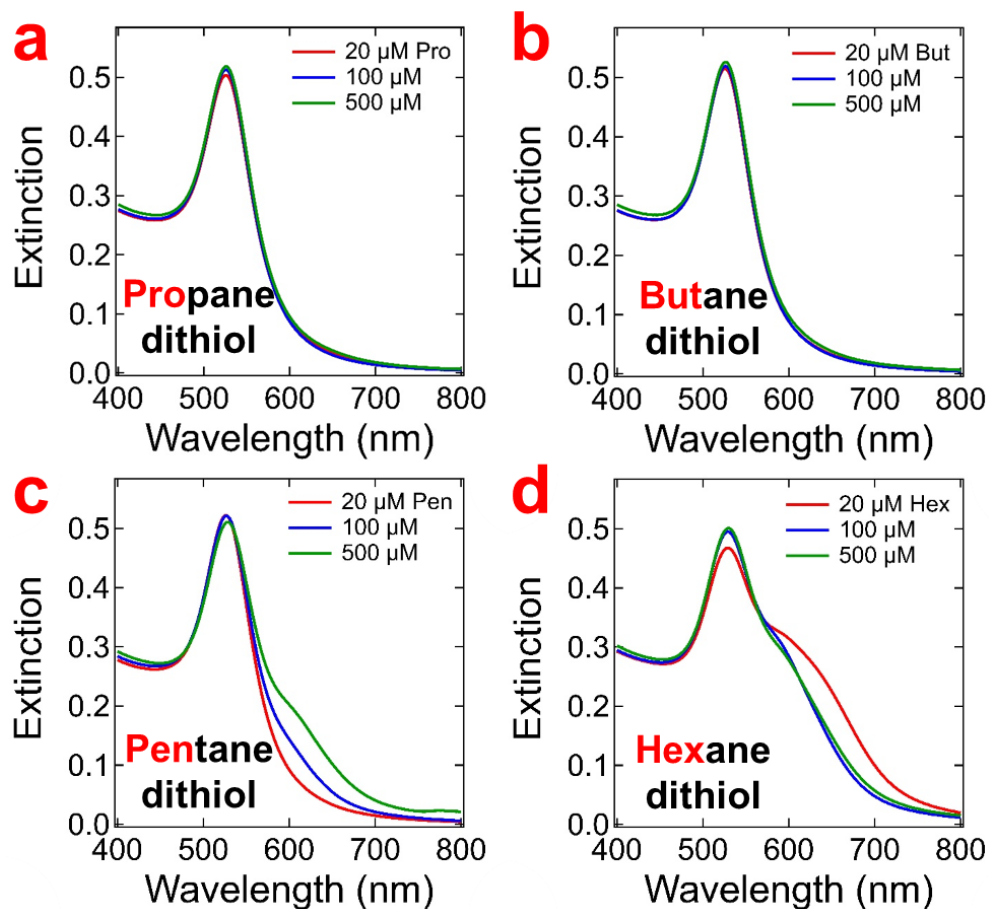 a
20 µM Pro
100 µM
500 µM
0.5
0.4
0.3
0.2
0.1
0.0
Extinction
Propane
dithiol
400 500 600 700 800
Wavelength (nm)
b
20 µM But
100 µM
500 µM
0.5
0.4
0.3
0.2
0.1
0.0
Extinction
Butane
dithiol
400 500 600 700 800
Wavelength (nm)
c
20 µM Pen
100 µM
500 µM
0.5
0.4
0.3
0.2
0.1
0.0
Extinction
Pentane
dithiol
400 500 600 700 800
Wavelength (nm)
d
20 µM Hex
100 µM
500 µM
0.5
0.4
0.3
0.2
0.1
0.0
Extinction
Hexane
dithiol
400 500 600 700 800
Wavelength (nm)